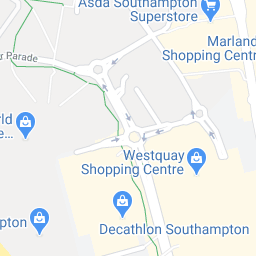 Asda Southampton
Superstore
Marland
Shopping Centre
Parade
Westquay
Shopping Centre
Decathlon Southampton